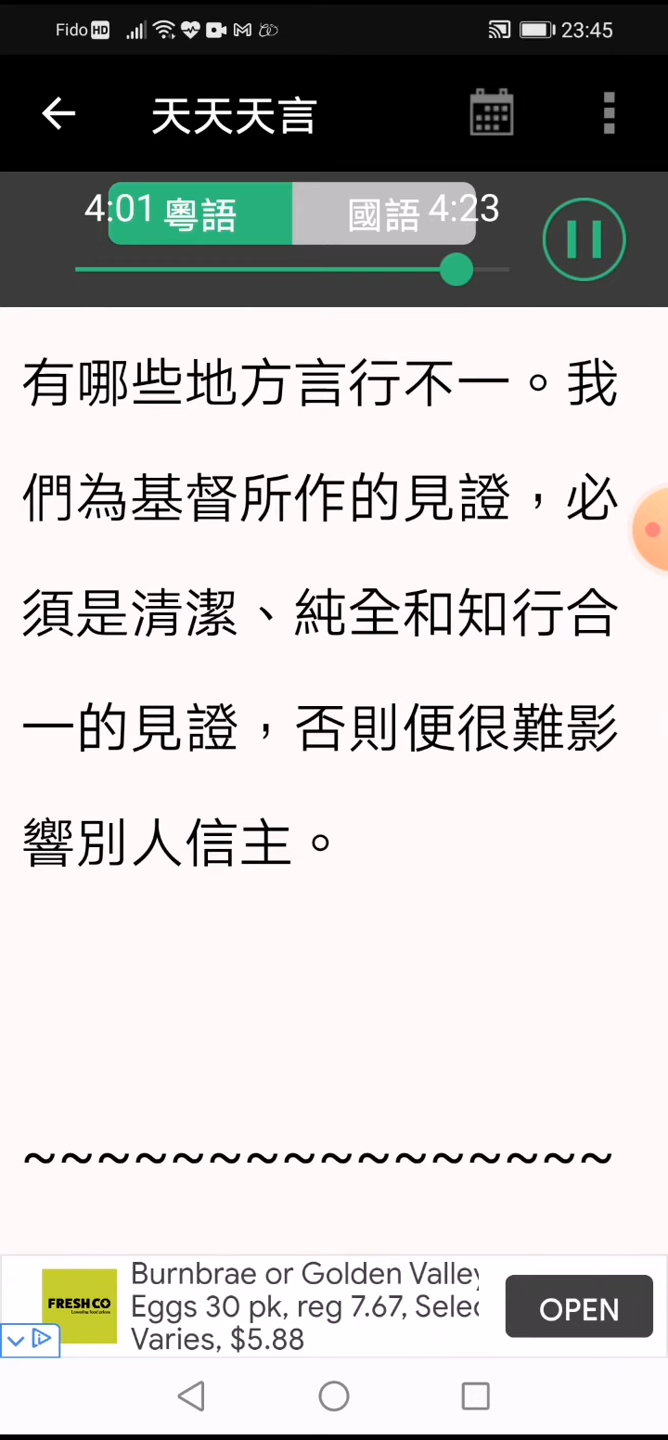 Fido HD 23:45
天天天言
4:01 粵語 國語 4:23
有哪些地方言行不一。我
們為基督所作的見證，必
須是清潔、純全和知行合
一的見證，否則便很難影
響別人信主。
~~~~~~~~~~~~~~~~
Burnbrae or Golden Valley
Eggs 30 pk, reg 7.67, Selec
Varies, $5.88
FRESHCO
Lowering food prices
OPEN